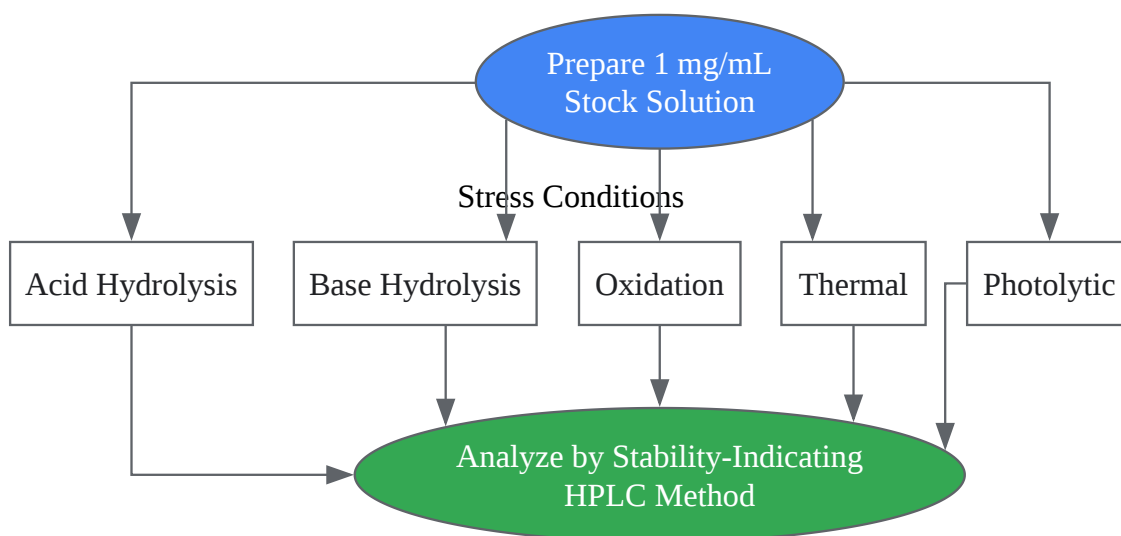 Prepare 1 mg/mL
Stock Solution
Stress Conditions
Acid Hydrolysis
Base Hydrolysis
Oxidation
Thermal
Photolytic
Analyze by Stability-Indicating
HPLC Method